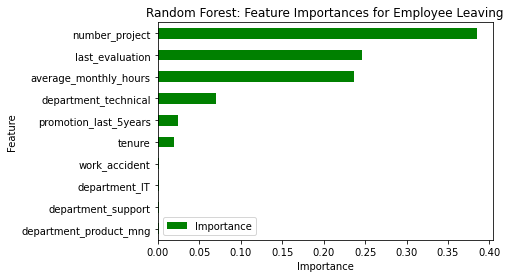 Random Forest: Feature Importances for Employee Leaving
Feature
number_project
last_evaluation
average_monthly_hours
department_technical
promotion_last_5years
tenure
work_accident
department_IT
department_support
department_product_mng
Importance
0.00 0.05 0.10 0.15 0.20 0.25 0.30 0.35 0.40
Importance